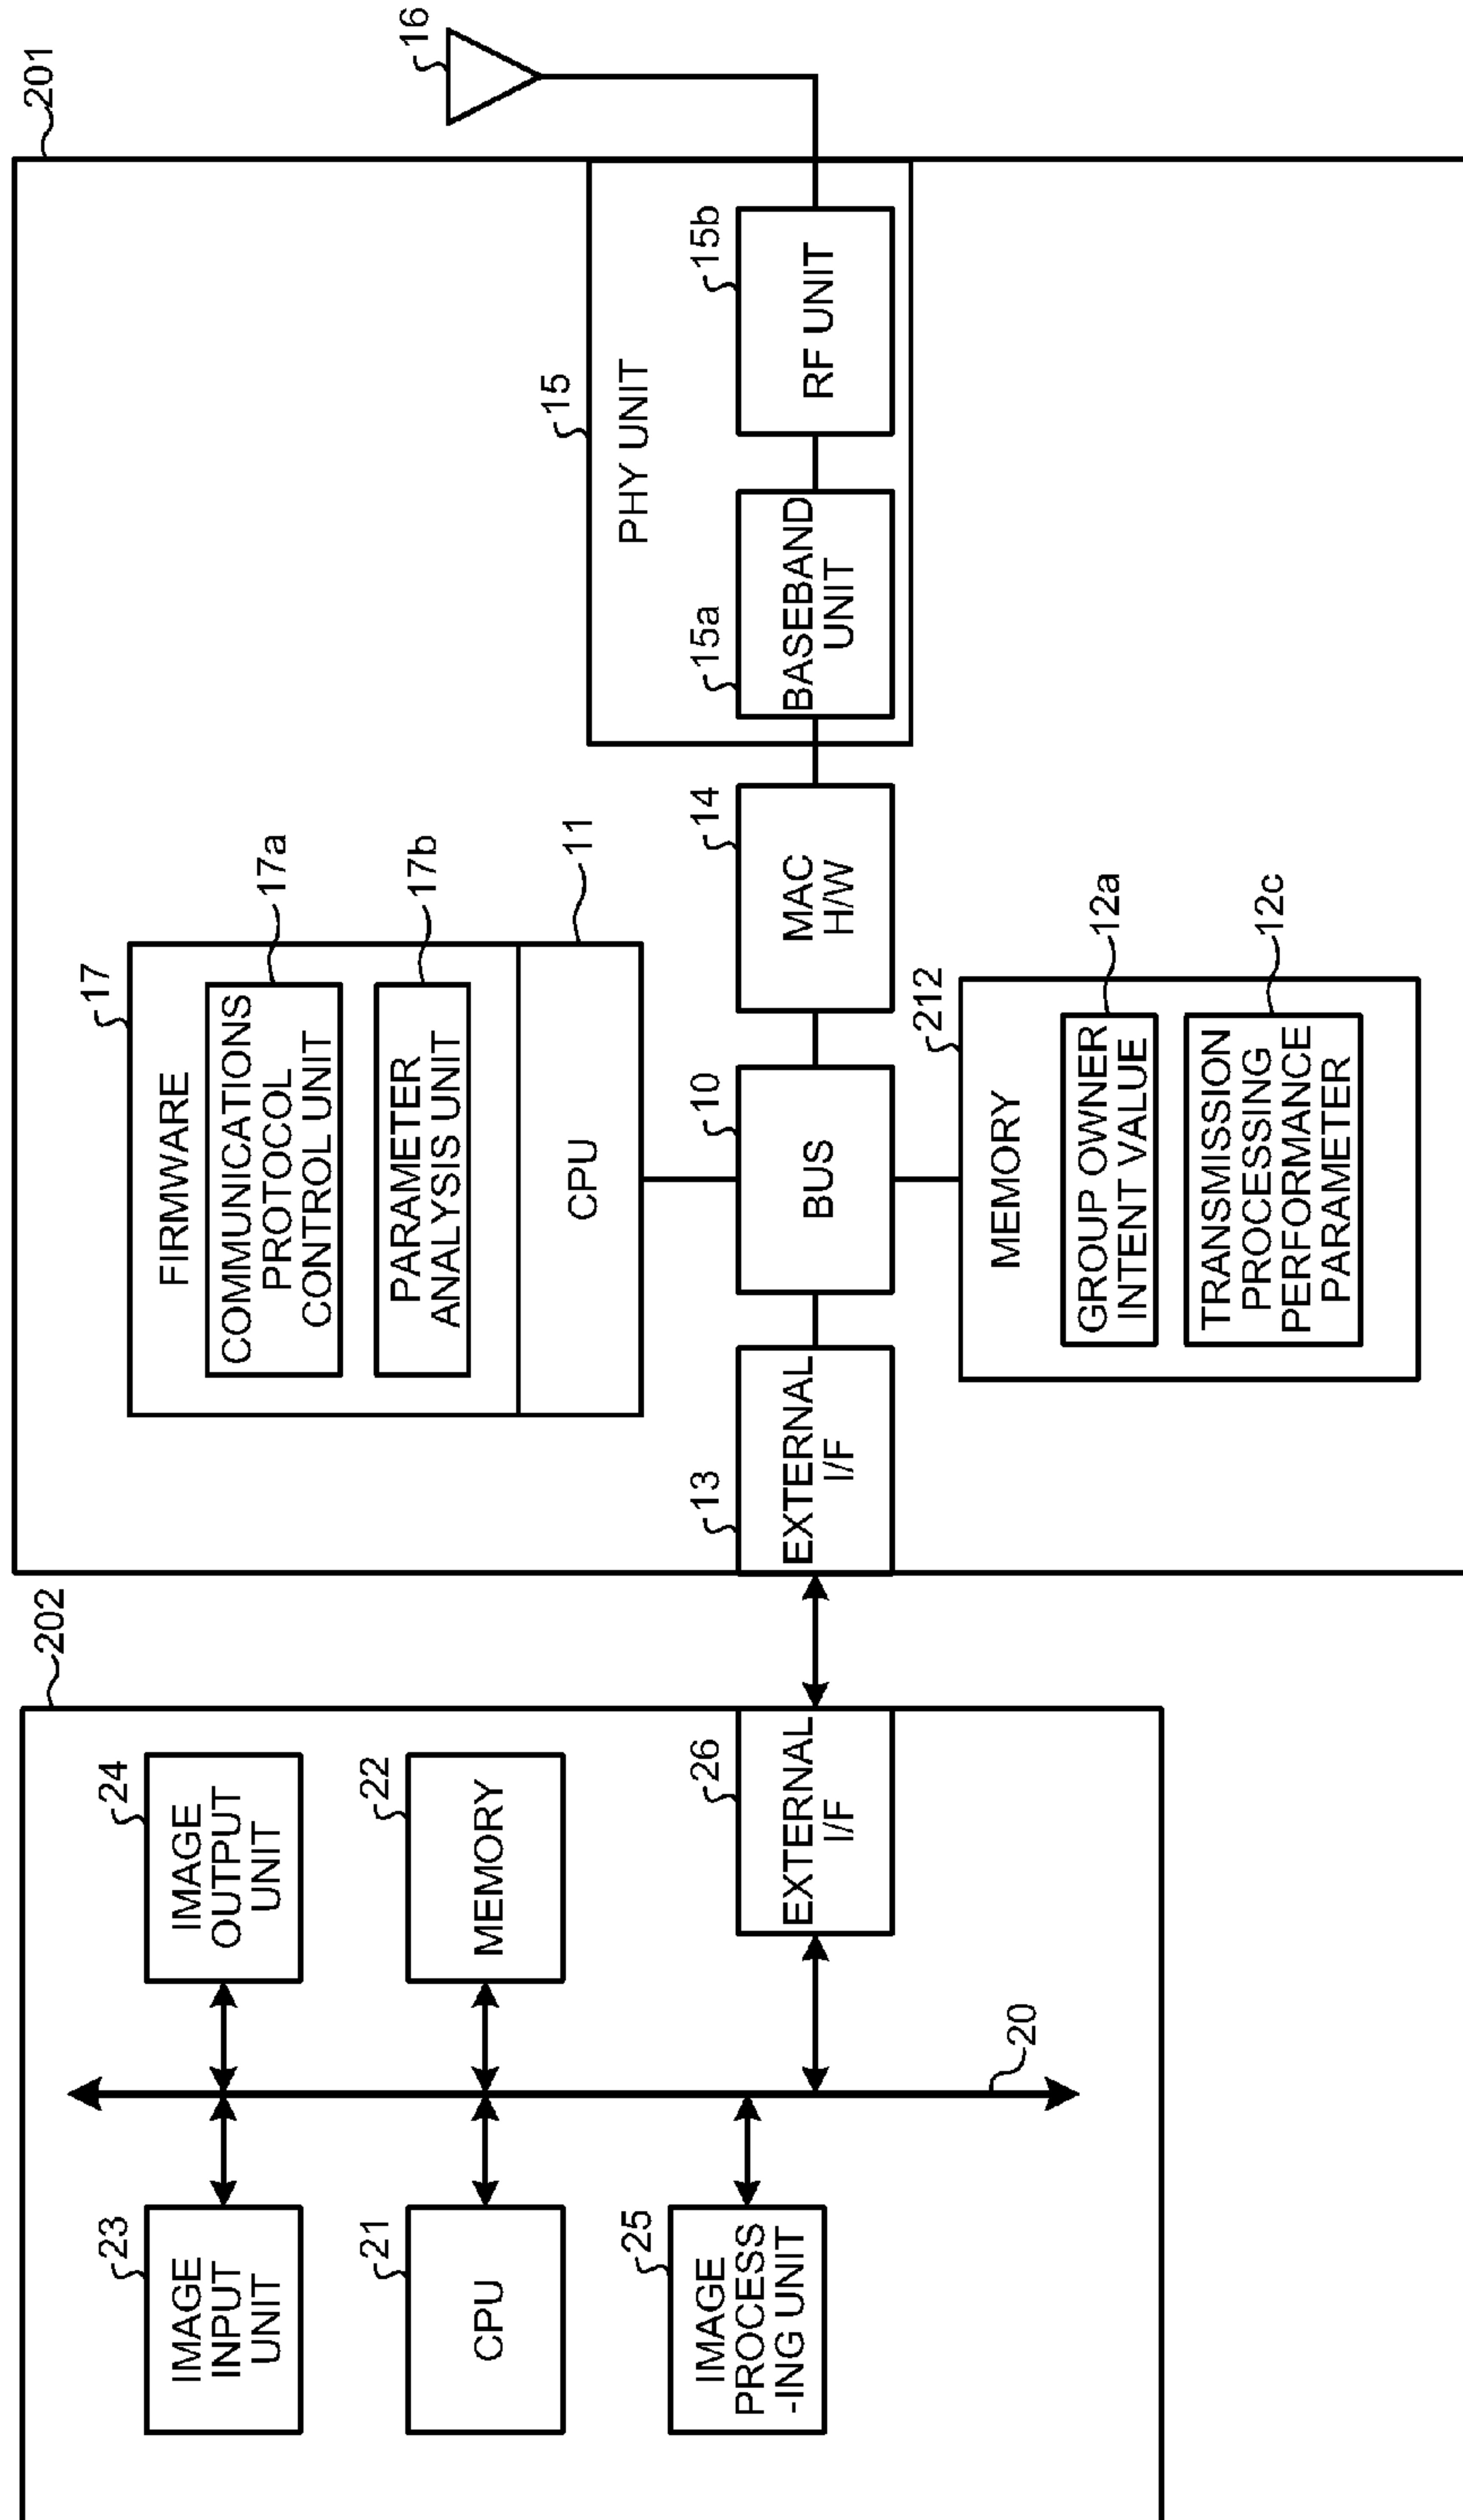 202
23
IMAGE
INPUT
UNIT
24
IMAGE
OUTPUT
UNIT
21
CPU
22
MEMORY
25
IMAGE
PROCESS
-ING UNIT
26
EXTERNAL
I/F
20
201
17
FIRMWARE
COMMUNICATIONS
PROTOCOL
CONTROL UNIT
17a
PARAMETER
ANALYSIS UNIT
17b
CPU
11
13
EXTERNAL
I/F
10
BUS
14
MAC
H/W
15
PHY UNIT
15a
BASEBAND
UNIT
15b
RF UNIT
16
212
MEMORY
GROUP OWNER
INTENT VALUE
12a
TRANSMISSION
PROCESSING
PERFORMANCE
PARAMETER
12c